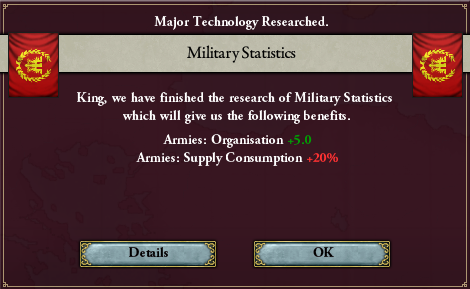 Major Technology Researched.
Military Statistics
King, we have finished the research of Military Statistics
which will give us the following benefits.
Armies: Organisation +5.0
Armies: Supply Consumption +20%
Details OK